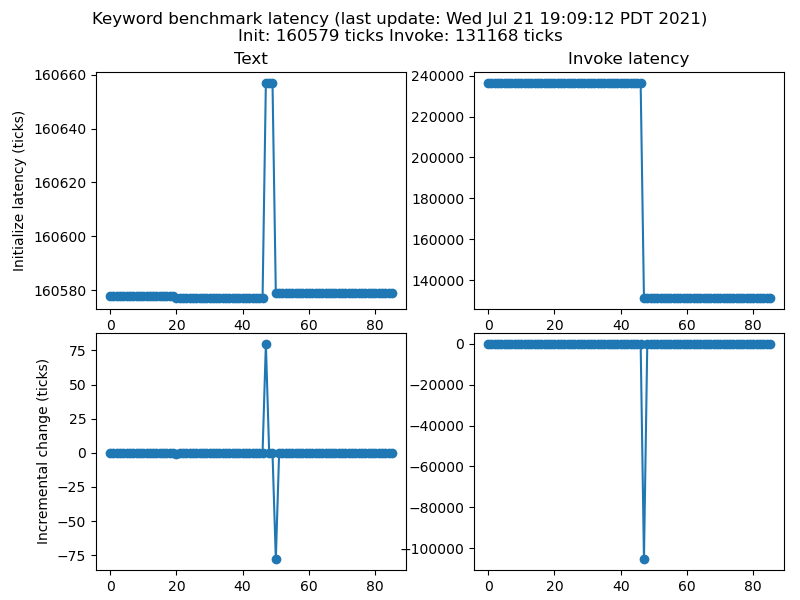 Keyword benchmark latency (last update: Wed Jul 21 19:09:12 PDT 2021)
Init: 160579 ticks Invoke: 131168 ticks
Text
Initialize latency (ticks)
160660
160640
160620
160600
160580
0 20 40 60 80
Invoke latency
240000
220000
200000
180000
160000
140000
0 20 40 60 80
Incremental change (ticks)
75
50
25
0
−25
−50
−75
0 20 40 60 80
0
−20000
−40000
−60000
−80000
−100000
0 20 40 60 80